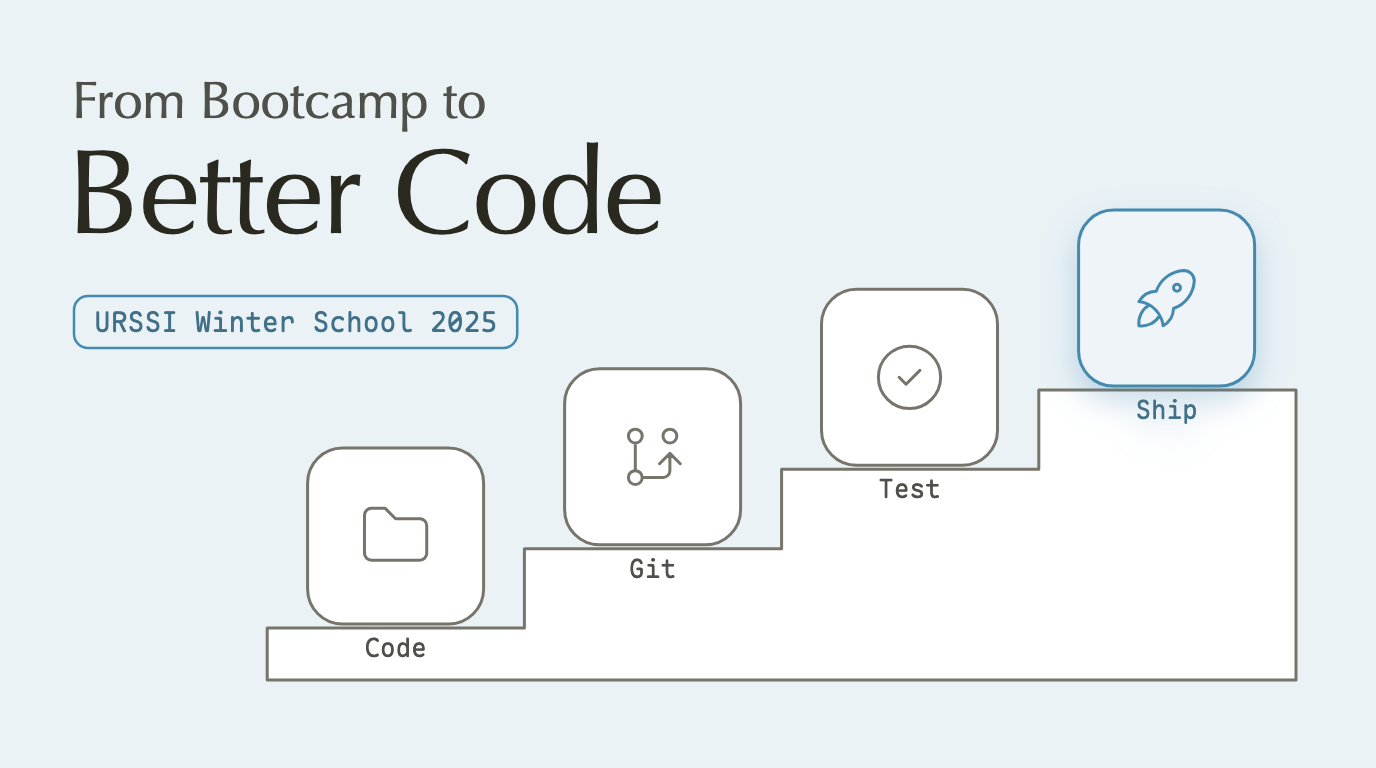 From Bootcamp to
Better Code
URSSI Winter School 2025
Code
Git
Test
Ship